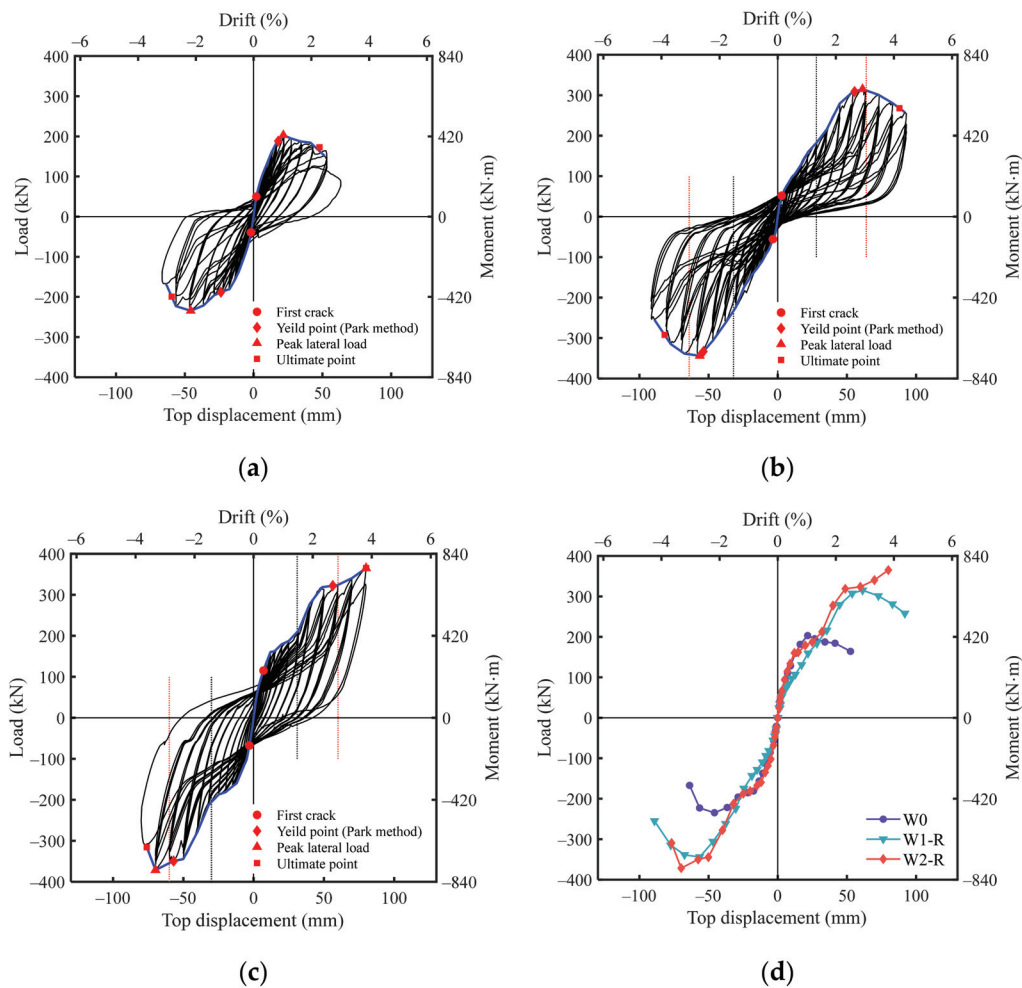 Drift (%)
−6 −4 −2 0 2 4 6
400 300 200 100 0 −100 −200 −300 −400
Load (kN)
840 420 0 −420 −840
Moment (kN·m)
First crack
Yeild point (Park method)
Peak lateral load
Ultimate point
−100 −50 0 50 100
Top displacement (mm)
(a)
Drift (%)
−6 −4 −2 0 2 4 6
400 300 200 100 0 −100 −200 −300 −400
Load (kN)
840 420 0 −420 −840
Moment (kN·m)
First crack
Yeild point (Park method)
Peak lateral load
Ultimate point
−100 −50 0 50 100
Top displacement (mm)
(b)
Drift (%)
−6 −4 −2 0 2 4 6
400 300 200 100 0 −100 −200 −300 −400
Load (kN)
840 420 0 −420 −840
Moment (kN·m)
First crack
Yeild point (Park method)
Peak lateral load
Ultimate point
−100 −50 0 50 100
Top displacement (mm)
(c)
Drift (%)
−6 −4 −2 0 2 4 6
400 300 200 100 0 −100 −200 −300 −400
Load (kN)
840 420 0 −420 −840
Moment (kN·m)
W0
W1-R
W2-R
−100 −50 0 50 100
Top displacement (mm)
(d)